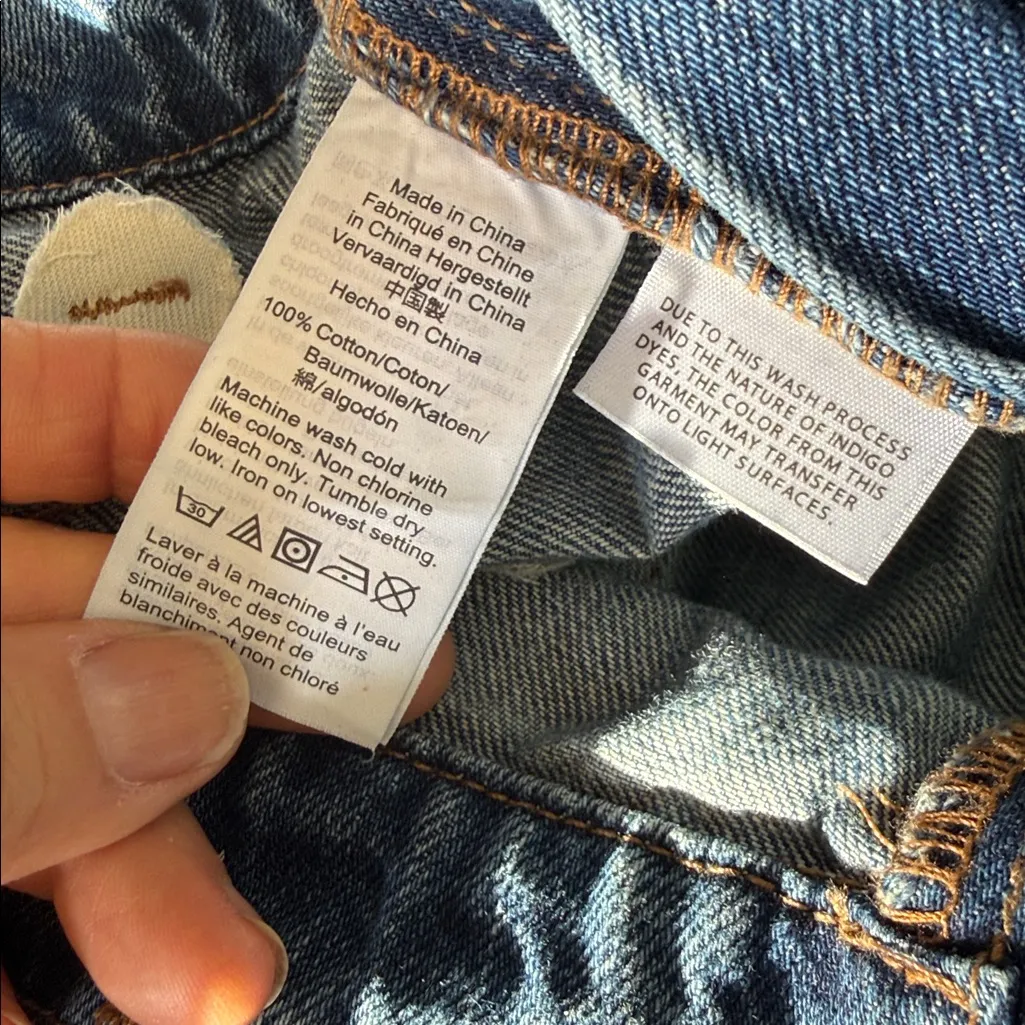 Made in China
Fabriqué en Chine
in China Hergestellt
Vervaardigd in China
中国製
Hecho en China
100% Cotton/Coton/
Baumwolle/Katoen/
綿/algodón
Machine wash cold with
like colors. Non chlorine
bleach only. Tumble dry
low. Iron on lowest setting.
30
Laver à la machine à l'eau
froide avec des couleurs
similaires. Agent de
non chloré
DUE TO THIS WASH PROCESS
AND THE NATURE OF INDIGO
DYES, THE COLOR FROM THIS
GARMENT MAY TRANSFER
ONTO LIGHT SURFACES.